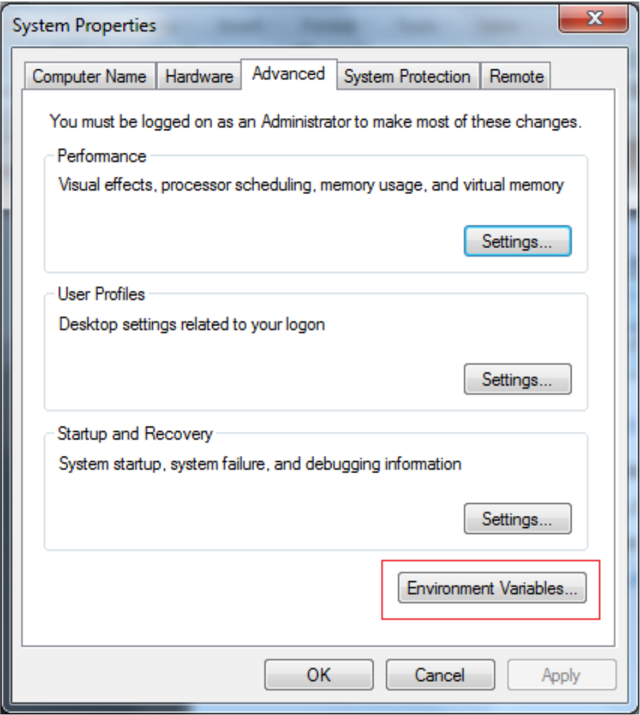 System Properties
Computer Name Hardware Advanced System Protection Remote
You must be logged on as an Administrator to make most of these changes.
Performance
Visual effects, processor scheduling, memory usage, and virtual memory
Settings...
User Profiles
Desktop settings related to your logon
Settings...
Startup and Recovery
System startup, system failure, and debugging information
Settings...
Environment Variables...
OK Cancel Apply